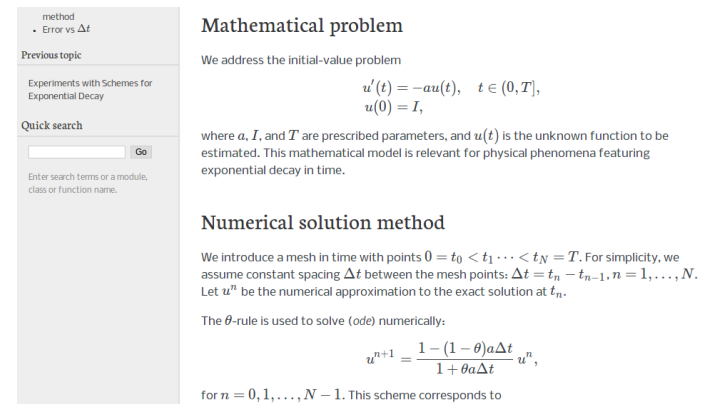 method
• Error vs Δt
Previous topic
Experiments with Schemes for
Exponential Decay
Quick search
Go
Enter search terms or a module,
class or function name.
Mathematical problem
We address the initial-value problem
u′(t) = −au(t), t ∈ (0, T],
u(0) = I,
where a, I, and T are prescribed parameters, and u(t) is the unknown function to be
estimated. This mathematical model is relevant for physical phenomena featuring
exponential decay in time.
Numerical solution method
We introduce a mesh in time with points 0 = t₀ < t₁ ⋯ < t_N = T. For simplicity, we
assume constant spacing Δt between the mesh points: Δt = tₙ − tₙ₋₁, n = 1, . . . , N.
Let uⁿ be the numerical approximation to the exact solution at tₙ.
The θ-rule is used to solve (ode) numerically:
uⁿ⁺¹ = (1 − (1 − θ)aΔt) / (1 + θaΔt) uⁿ,
for n = 0, 1, . . . , N − 1. This scheme corresponds to